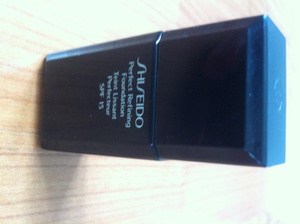 SHISEIDO
Perfect Refining
Foundation
Teint Lissant
Perfecteur
SPF 15